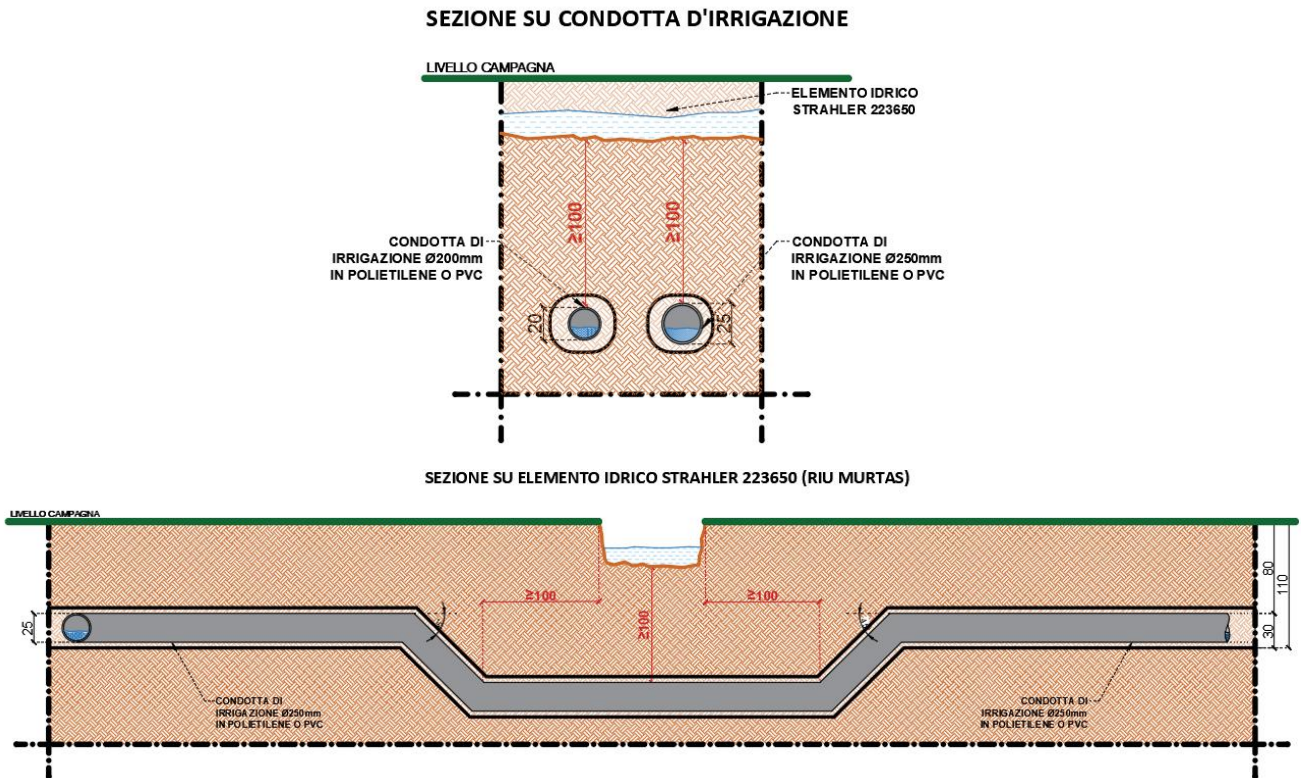 SEZIONE SU CONDOTTA D'IRRIGAZIONE
LIVELLO CAMPAGNA
ELEMENTO IDRICO
STRAHLER 223650
≥100
≥100
CONDOTTA DI
IRRIGAZIONE Ø200mm
IN POLIETILENE O PVC
CONDOTTA DI
IRRIGAZIONE Ø250mm
IN POLIETILENE O PVC
20
25
SEZIONE SU ELEMENTO IDRICO STRAHLER 223650 (RIU MURTAS)
LIVELLO CAMPAGNA
80
110
≥100
≥100
≥100
25
30
CONDOTTA DI
IRRIGAZIONE Ø250mm
IN POLIETILENE O PVC
CONDOTTA DI
IRRIGAZIONE Ø250mm
IN POLIETILENE O PVC